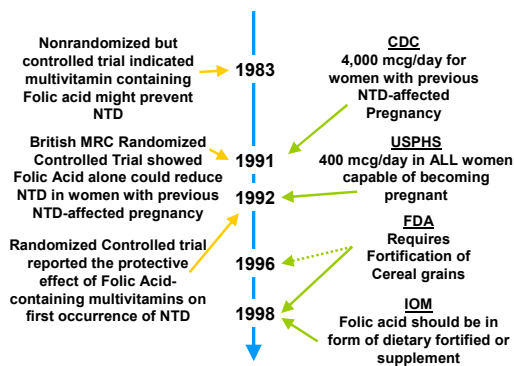 Nonrandomized but
controlled trial indicated
multivitamin containing
Folic acid might prevent
NTD
British MRC Randomized
Controlled Trial showed
Folic Acid alone could reduce
NTD in women with previous
NTD-affected pregnancy
Randomized Controlled trial
reported the protective
effect of Folic Acid-
containing multivitamins on
first occurrence of NTD
1983
1991
1992
1996
1998
CDC
4,000 mcg/day for
women with previous
NTD-affected
Pregnancy
USPHS
400 mcg/day in ALL women
capable of becoming
pregnant
FDA
Requires
Fortification of
Cereal grains
IOM
Folic acid should be in
form of dietary fortified or
supplement